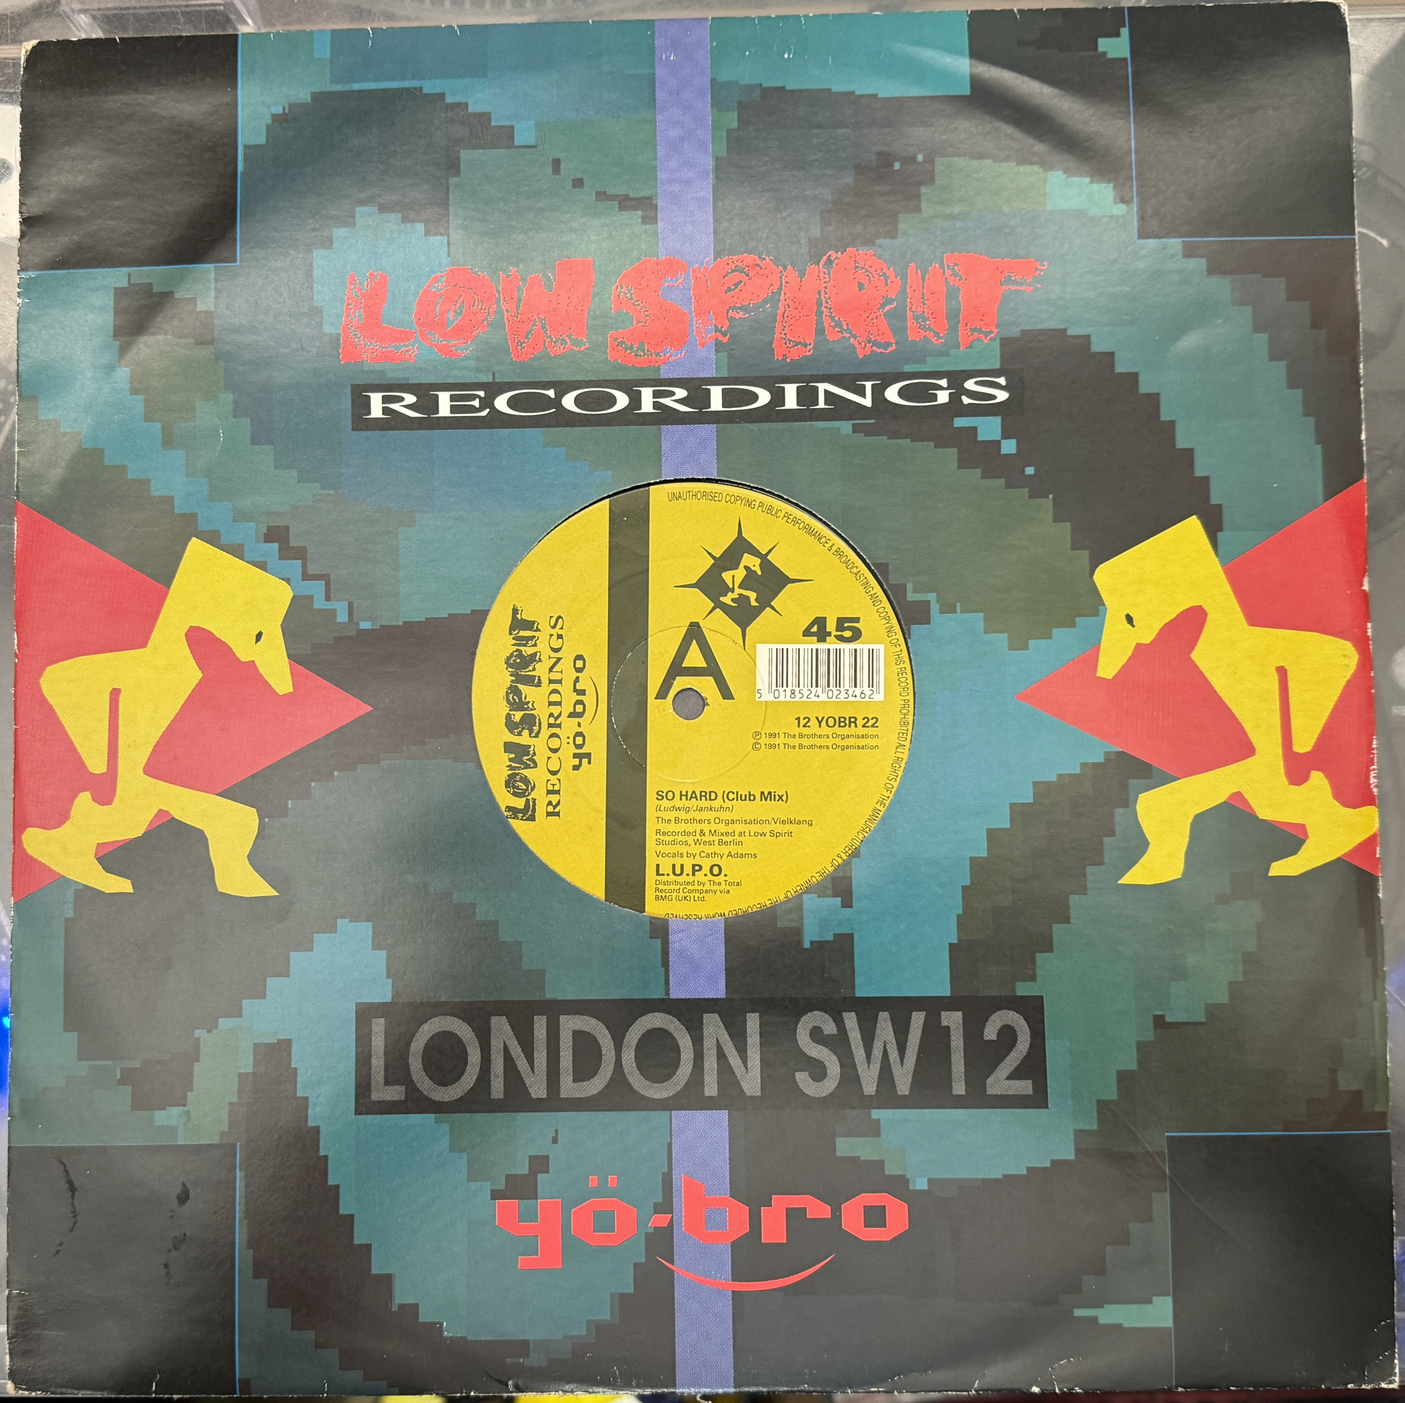 LOW SPIRIT
RECORDINGS
UNAUTHORISED COPYING PUBLIC PERFORMANCE & BROADCASTING AND COPYING OF THIS RECORD PROHIBITED ALL RIGHTS OF THE MANUFACTURER & OF THE OWNER OF THE RECORDED WORK RESERVED
LOW SPIRIT
RECORDINGS
yö-bro
A
45
5 018524 023462
12 YOBR 22
Ⓟ 1991 The Brothers Organisation
© 1991 The Brothers Organisation
SO HARD (Club Mix)
(Ludwig/Jankuhn)
The Brothers Organisation/Vielklang
Recorded & Mixed at Low Spirit
Studios, West Berlin
Vocals by Cathy Adams
L.U.P.O.
Distributed by The Total
Record Company via
BMG (UK) Ltd.
LONDON SW12
yö-bro